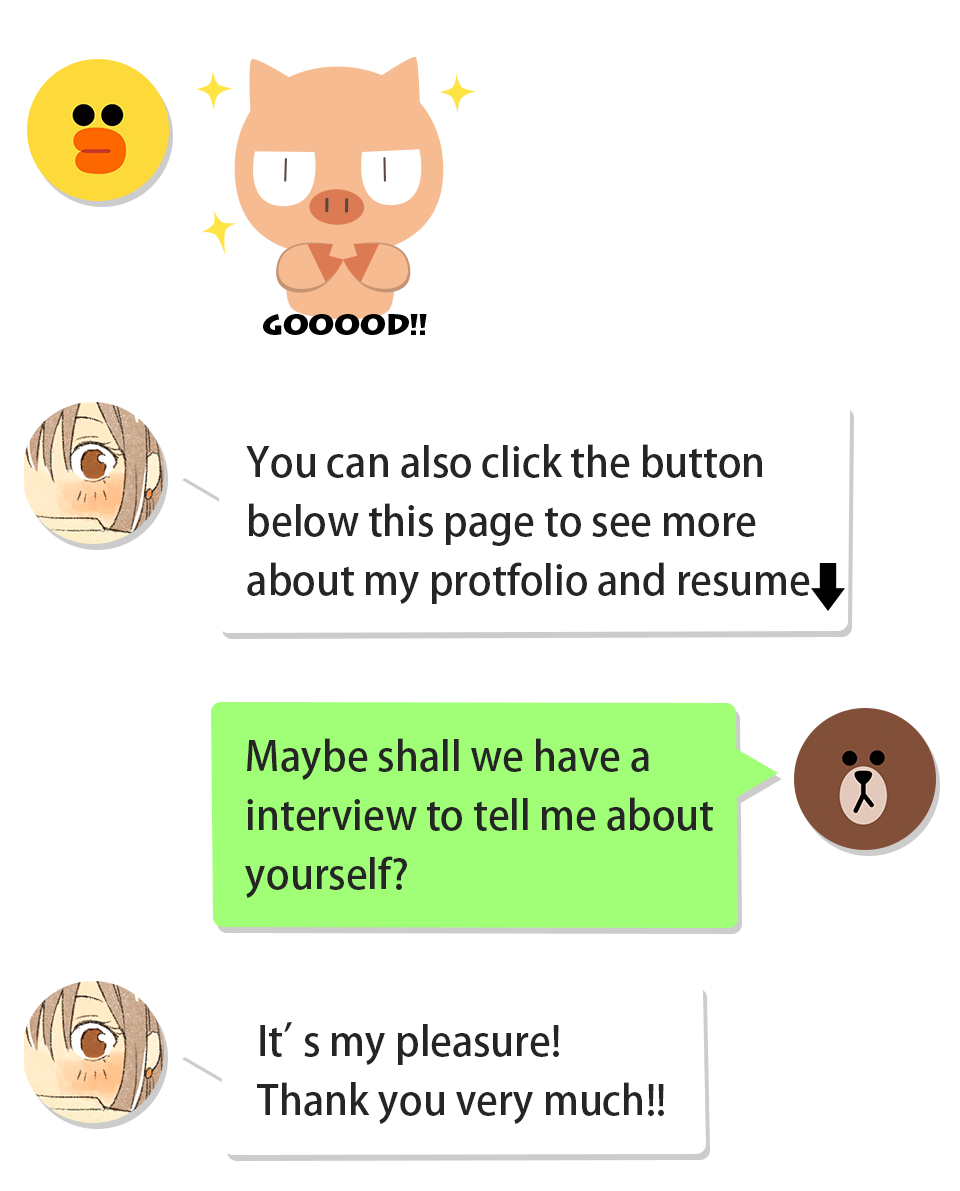 GOOOOD!!
You can also click the button
below this page to see more
about my protfolio and resume
Maybe shall we have a
interview to tell me about
yourself?
It′ s my pleasure!
Thank you very much!!